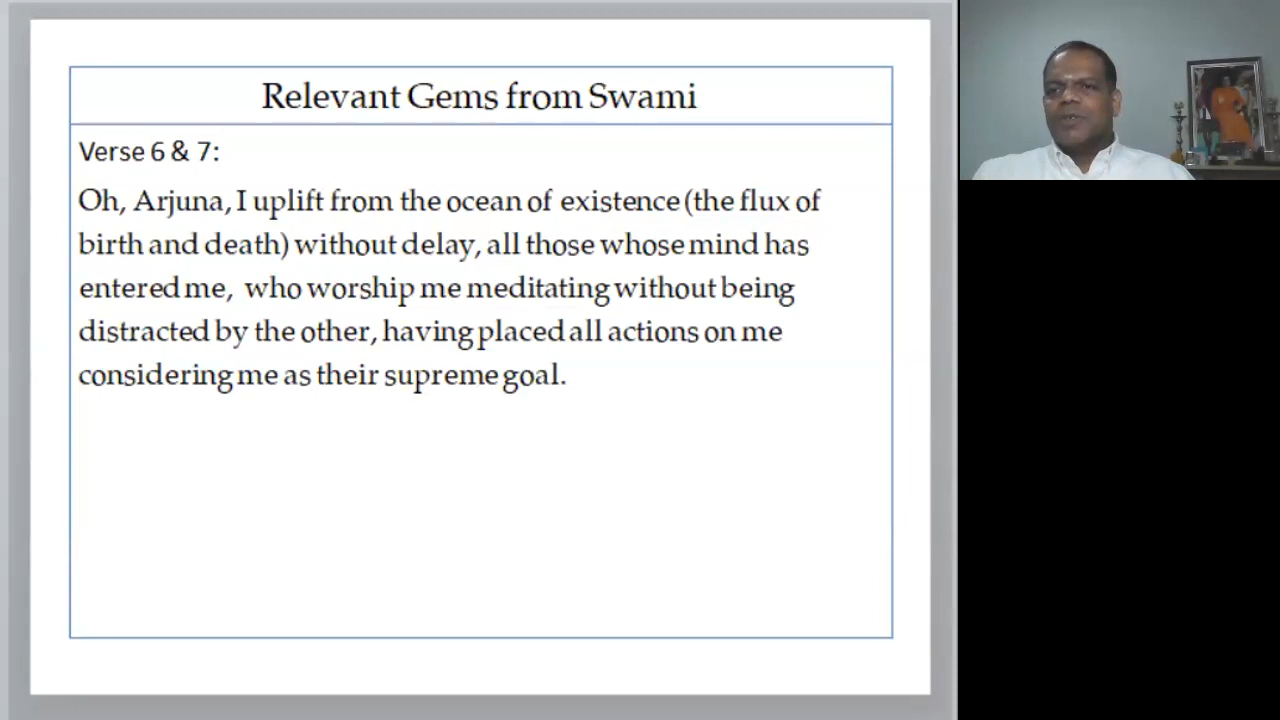 Relevant Gems from Swami
Verse 6 & 7:
Oh, Arjuna, I uplift from the ocean of existence (the flux of
birth and death) without delay, all those whose mind has
entered me, who worship me meditating without being
distracted by the other, having placed all actions on me
considering me as their supreme goal.